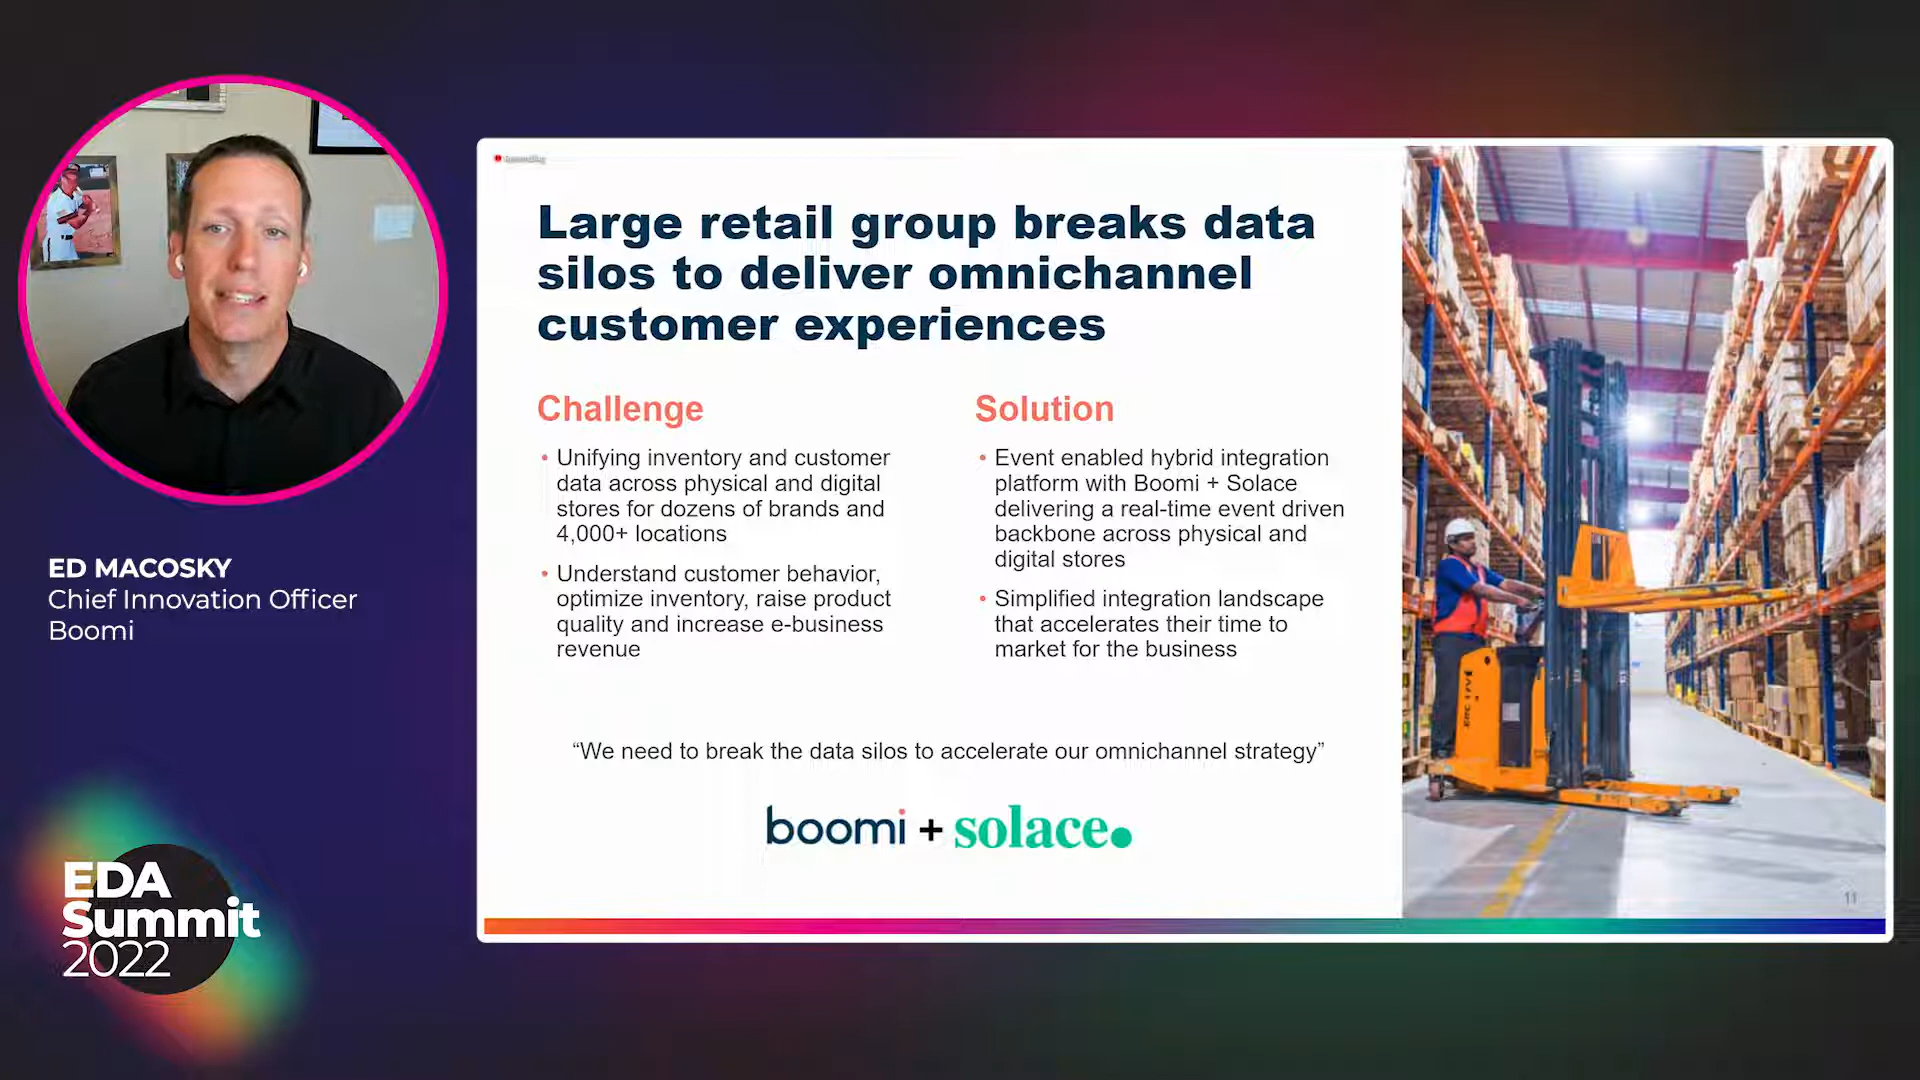 Large retail group breaks data
silos to deliver omnichannel
customer experiences
Challenge
• Unifying inventory and customer
data across physical and digital
stores for dozens of brands and
4,000+ locations
• Understand customer behavior,
optimize inventory, raise product
quality and increase e-business
revenue
Solution
• Event enabled hybrid integration
platform with Boomi + Solace
delivering a real-time event driven
backbone across physical and
digital stores
• Simplified integration landscape
that accelerates their time to
market for the business
“We need to break the data silos to accelerate our omnichannel strategy”
boomi + solace.
11
ED MACOSKY
Chief Innovation Officer
Boomi
EDA
Summit
2022